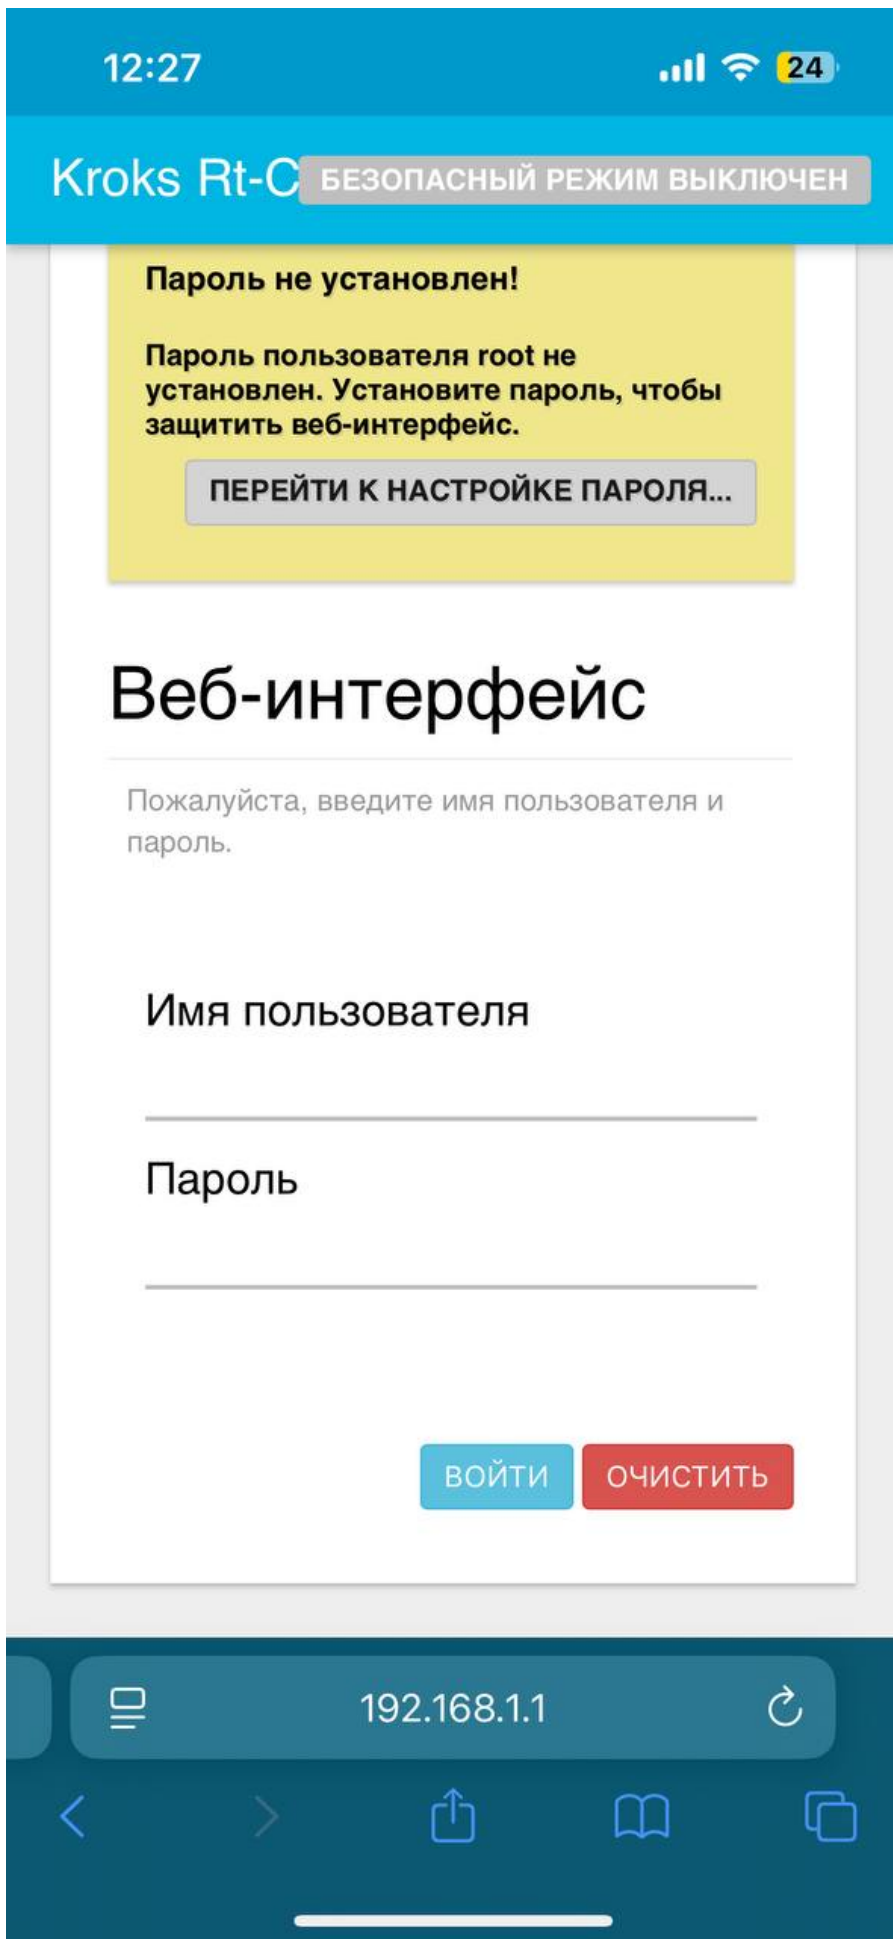 12:27
24
Kroks Rt-C
БЕЗОПАСНЫЙ РЕЖИМ ВЫКЛЮЧЕН
Пароль не установлен!
Пароль пользователя root не
установлен. Установите пароль, чтобы
защитить веб-интерфейс.
ПЕРЕЙТИ К НАСТРОЙКЕ ПАРОЛЯ...
Веб-интерфейс
Пожалуйста, введите имя пользователя и
пароль.
Имя пользователя
Пароль
ВОЙТИ
ОЧИСТИТЬ
192.168.1.1